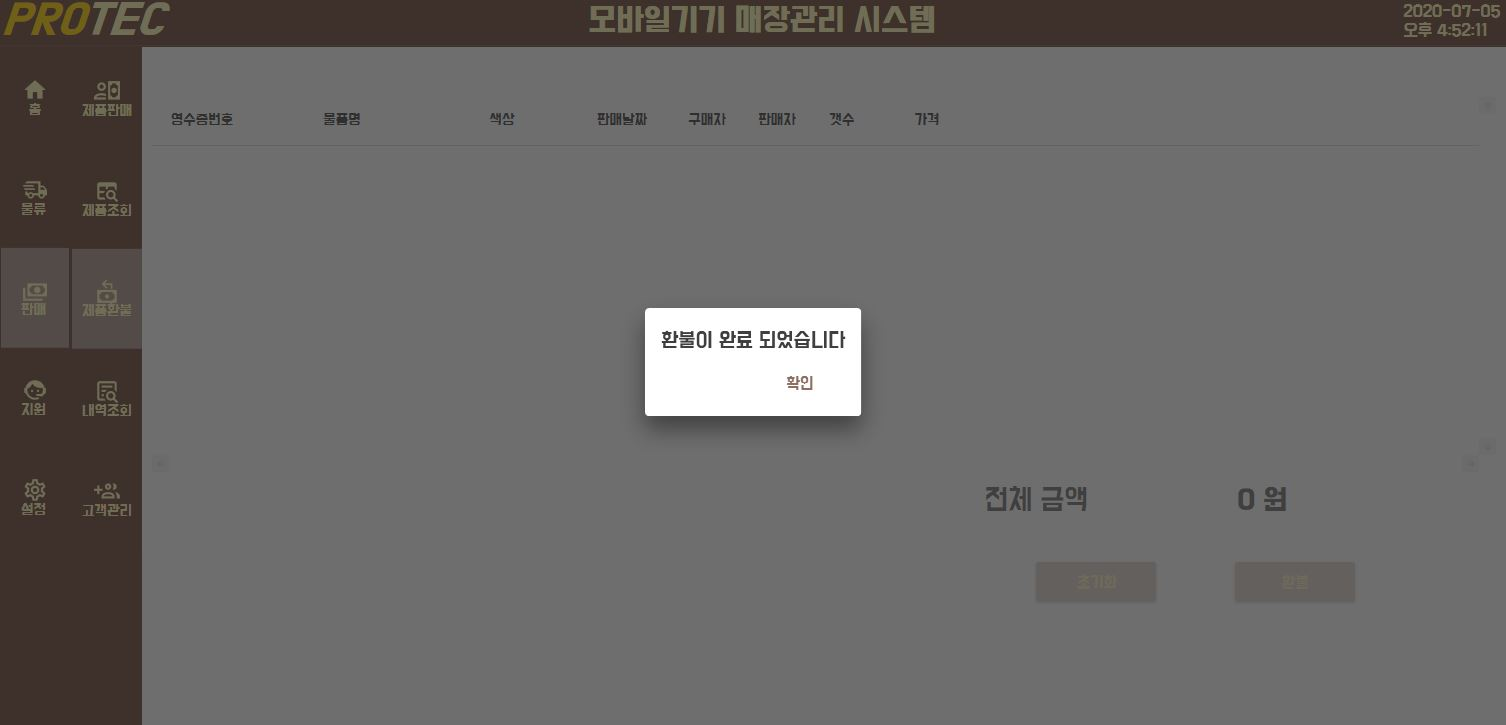 PROTEC
모바일기기 매장관리 시스템
2020-07-05
오후 4:52:11
홈
제품판매
물류
제품조회
판매
제품환불
지원
내역조회
설정
고객관리
영수증번호 물품명 색상 판매날짜 구매자 판매자 갯수 가격
환불이 완료 되었습니다
확인
전체 금액 0 원
초기화 환불